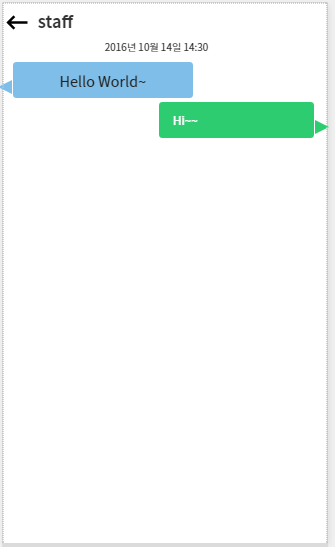 staff
2016년 10월 14일 14:30
Hello World~
Hi~~